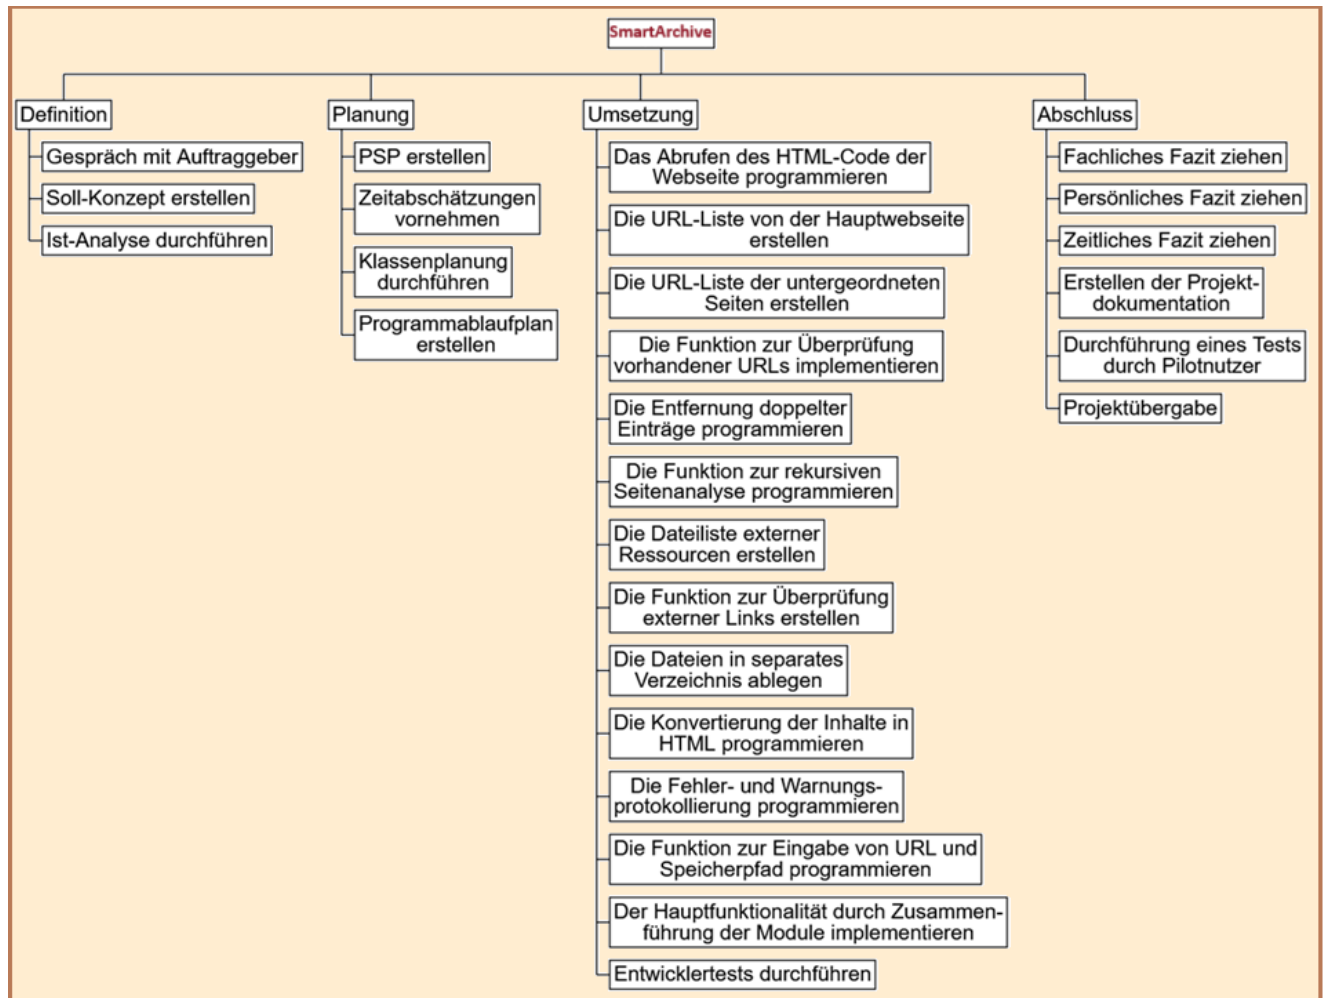 SmartArchive
Definition
Gespräch mit Auftraggeber
Soll-Konzept erstellen
Ist-Analyse durchführen
Planung
PSP erstellen
Zeitabschätzungen
vornehmen
Klassenplanung
durchführen
Programmablaufplan
erstellen
Umsetzung
Das Abrufen des HTML-Code der
Webseite programmieren
Die URL-Liste von der Hauptwebseite
erstellen
Die URL-Liste der untergeordneten
Seiten erstellen
Die Funktion zur Überprüfung
vorhandener URLs implementieren
Die Entfernung doppelter
Einträge programmieren
Die Funktion zur rekursiven
Seitenanalyse programmieren
Die Dateiliste externer
Ressourcen erstellen
Die Funktion zur Überprüfung
externer Links erstellen
Die Dateien in separates
Verzeichnis ablegen
Die Konvertierung der Inhalte in
HTML programmieren
Die Fehler- und Warnungs-
protokollierung programmieren
Die Funktion zur Eingabe von URL und
Speicherpfad programmieren
Der Hauptfunktionalität durch Zusammen-
führung der Module implementieren
Entwicklertests durchführen
Abschluss
Fachliches Fazit ziehen
Persönliches Fazit ziehen
Zeitliches Fazit ziehen
Erstellen der Projekt-
dokumentation
Durchführung eines Tests
durch Pilotnutzer
Projektübergabe